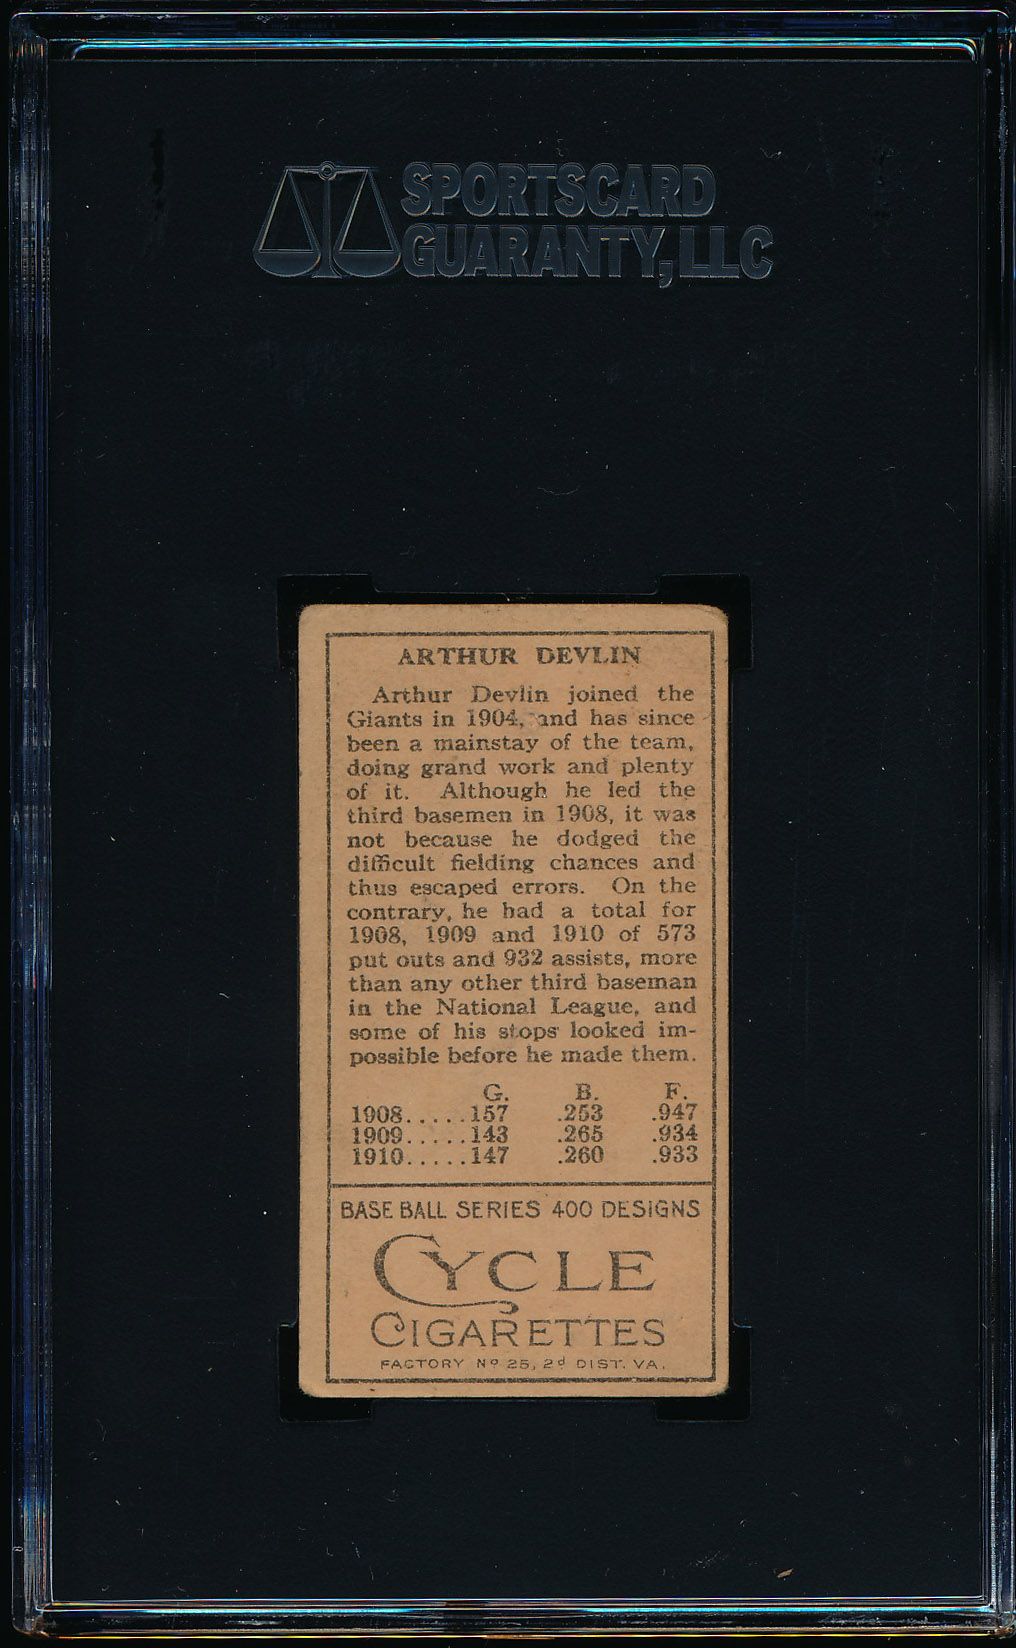 SPORTSCARD
GUARANTY, LLC
ARTHUR DEVLIN
Arthur Devlin joined the
Giants in 1904, and has since
been a mainstay of the team,
doing grand work and plenty
of it. Although he led the
third basemen in 1908, it was
not because he dodged the
difficult fielding chances and
thus escaped errors. On the
contrary, he had a total for
1908, 1909 and 1910 of 573
put outs and 932 assists, more
than any other third baseman
in the National League, and
some of his stops looked im-
possible before he made them.
G. B. F.
1908.....157 .253 .947
1909.....143 .265 .934
1910.....147 .260 .933
BASE BALL SERIES 400 DESIGNS
CYCLE
CIGARETTES
FACTORY Nº 25, 2d DIST. VA.